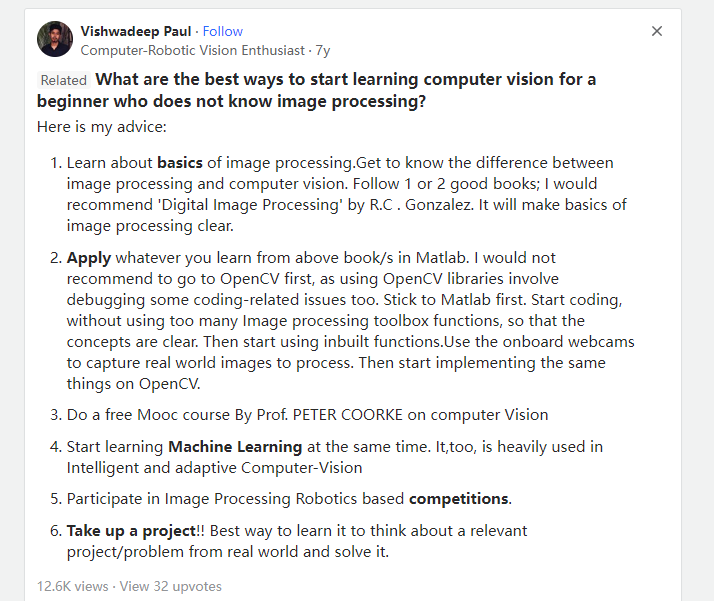 Vishwadeep Paul · Follow
Computer-Robotic Vision Enthusiast · 7y
Related What are the best ways to start learning computer vision for a
beginner who does not know image processing?
Here is my advice:
1. Learn about basics of image processing.Get to know the difference between
image processing and computer vision. Follow 1 or 2 good books; I would
recommend 'Digital Image Processing' by R.C . Gonzalez. It will make basics of
image processing clear.
2. Apply whatever you learn from above book/s in Matlab. I would not
recommend to go to OpenCV first, as using OpenCV libraries involve
debugging some coding-related issues too. Stick to Matlab first. Start coding,
without using too many Image processing toolbox functions, so that the
concepts are clear. Then start using inbuilt functions.Use the onboard webcams
to capture real world images to process. Then start implementing the same
things on OpenCV.
3. Do a free Mooc course By Prof. PETER COORKE on computer Vision
4. Start learning Machine Learning at the same time. It,too, is heavily used in
Intelligent and adaptive Computer-Vision
5. Participate in Image Processing Robotics based competitions.
6. Take up a project!! Best way to learn it to think about a relevant
project/problem from real world and solve it.
12.6K views · View 32 upvotes